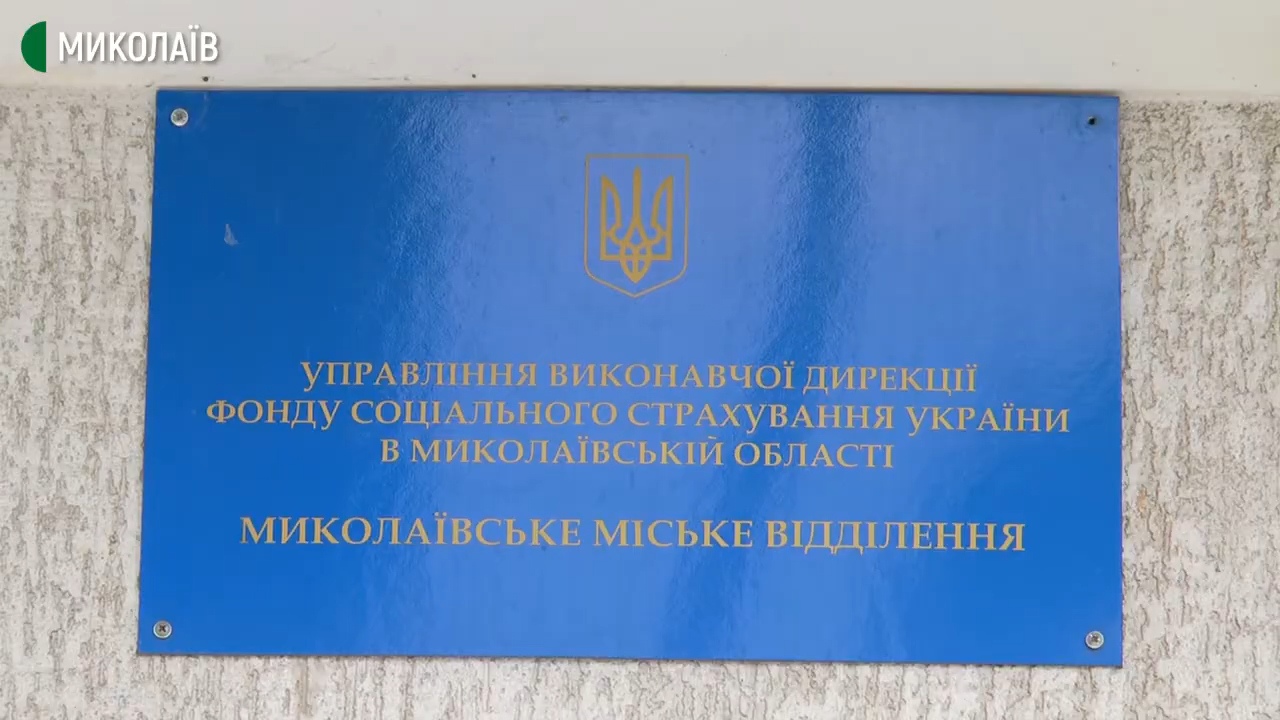 МИКОЛАЇВ
УПРАВЛІННЯ ВИКОНАВЧОЇ ДИРЕКЦІЇ
ФОНДУ СОЦІАЛЬНОГО СТРАХУВАННЯ УКРАЇНИ
В МИКОЛАЇВСЬКІЙ ОБЛАСТІ
МИКОЛАЇВСЬКЕ МІСЬКЕ ВІДДІЛЕННЯ